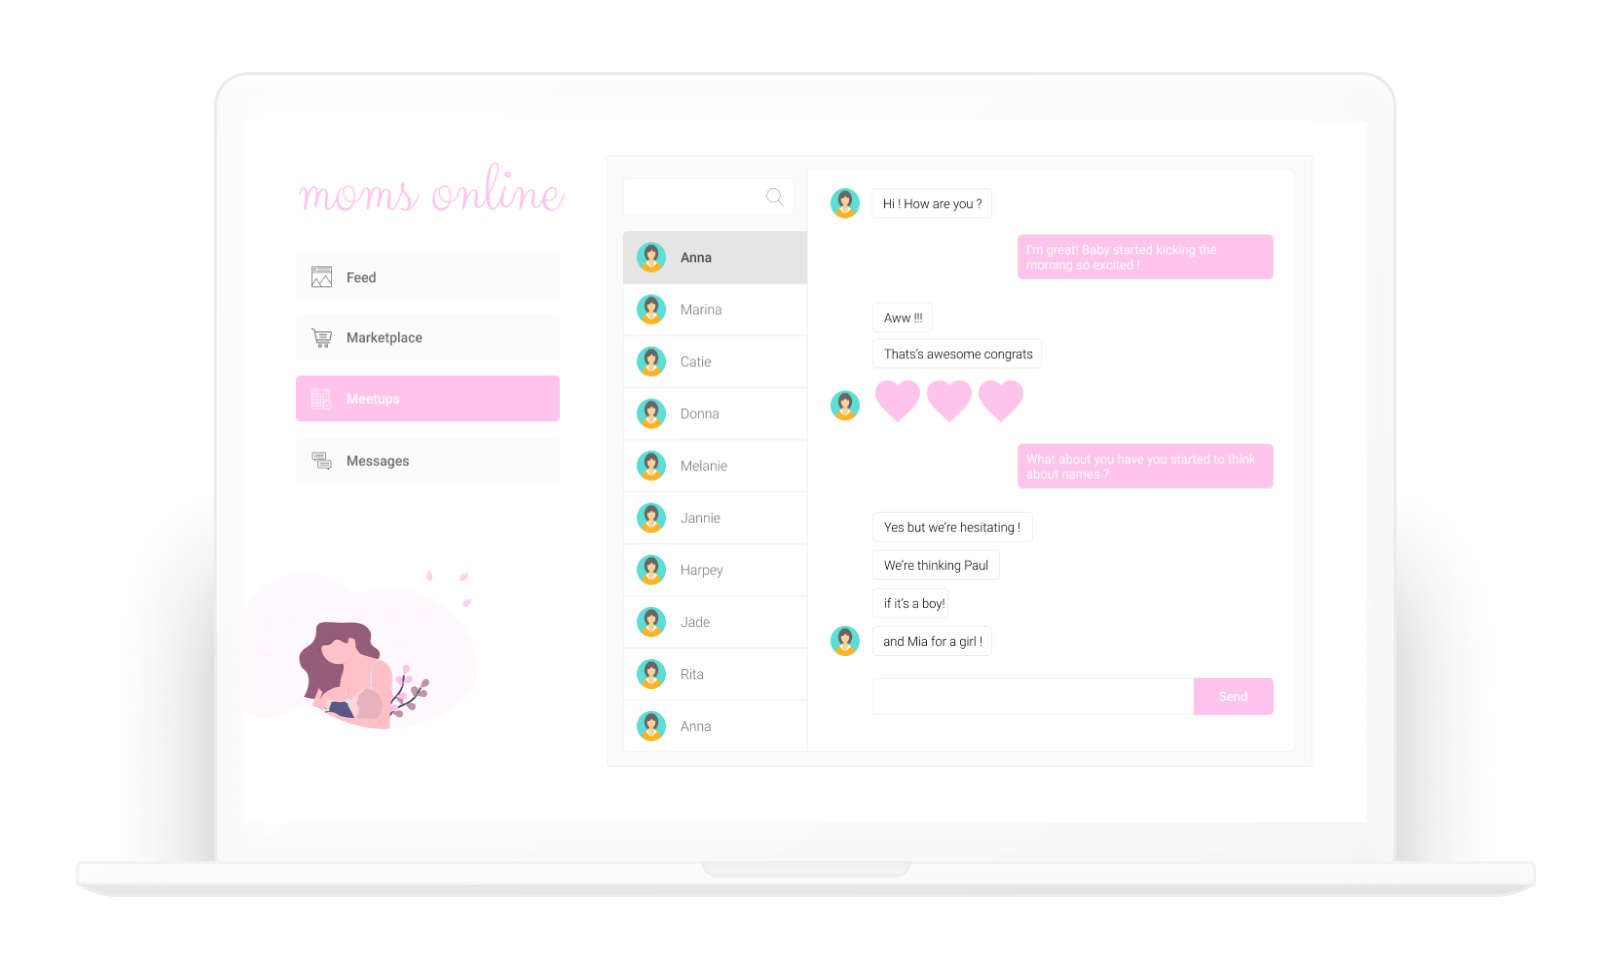 moms online
Feed
Marketplace
Meetups
Messages
Anna
Marina
Catie
Donna
Melanie
Jannie
Harpey
Jade
Rita
Anna
Hi ! How are you ?
I'm great! Baby started kicking the
morning so excited !
Aww !!!
Thats's awesome congrats
What about you have you started to think
about names ?
Yes but we're hesitating !
We're thinking Paul
if it's a boy!
and Mia for a girl !
Send